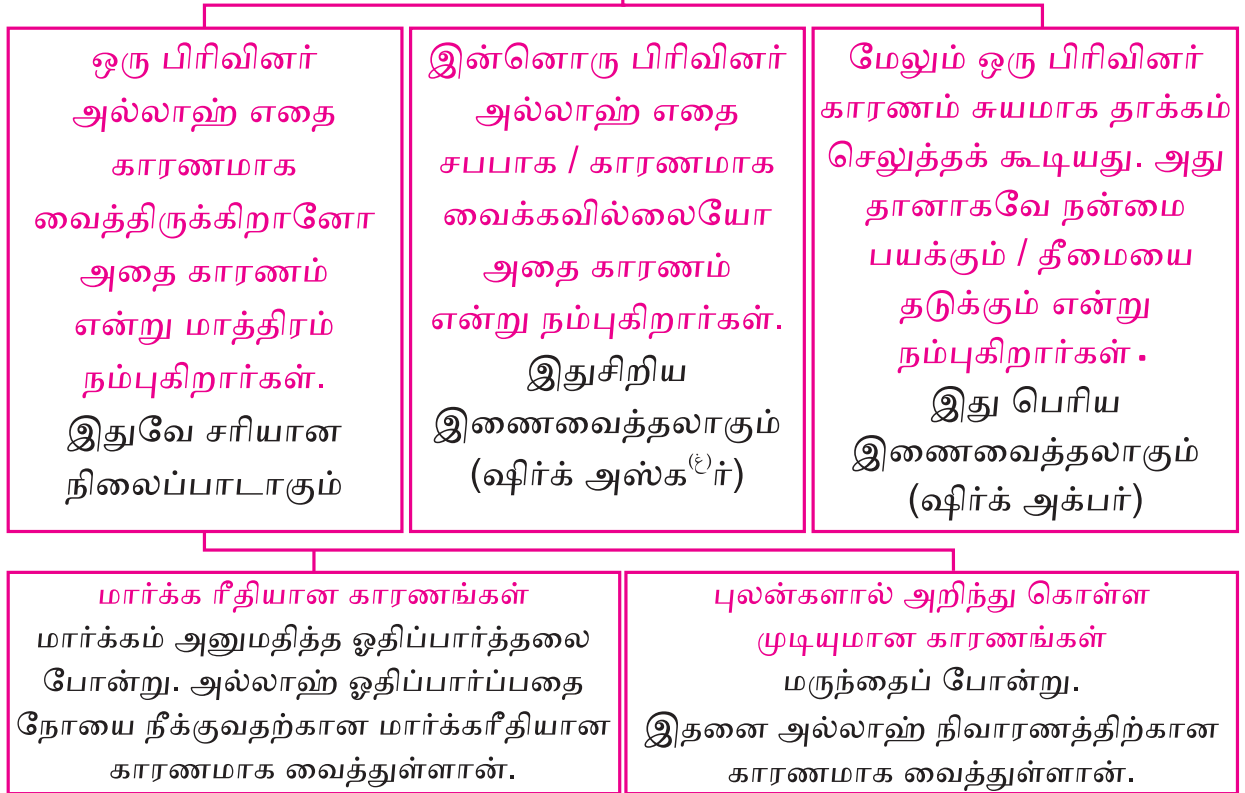 ஒரு பிரிவினர்
அல்லாஹ் எதை
காரணமாக
வைத்திருக்கிறானோ
அதை காரணம்
என்று மாத்திரம்
நம்புகிறார்கள்.
இதுவே சரியான
நிலைப்பாடாகும்
இன்னொரு பிரிவினர்
அல்லாஹ் எதை
சபபாக / காரணமாக
வைக்கவில்லையோ
அதை காரணம்
என்று நம்புகிறார்கள்.
இதுசிறிய
இணைவைத்தலாகும்
(ஷிர்க் அஸ்க(غ)ர்)
மேலும் ஒரு பிரிவினர்
காரணம் சுயமாக தாக்கம்
செலுத்தக் கூடியது. அது
தானாகவே நன்மை
பயக்கும் / தீமையை
தடுக்கும் என்று
நம்புகிறார்கள்.
இது பெரிய
இணைவைத்தலாகும்
(ஷிர்க் அக்பர்)
மார்க்க ரீதியான காரணங்கள்
மார்க்கம் அனுமதித்த ஓதிப்பார்த்தலை
போன்று. அல்லாஹ் ஓதிப்பார்ப்பதை
நோயை நீக்குவதற்கான மார்க்கரீதியான
காரணமாக வைத்துள்ளான்.
புலன்களால் அறிந்து கொள்ள
முடியுமான காரணங்கள்
மருந்தைப் போன்று.
இதனை அல்லாஹ் நிவாரணத்திற்கான
காரணமாக வைத்துள்ளான்.